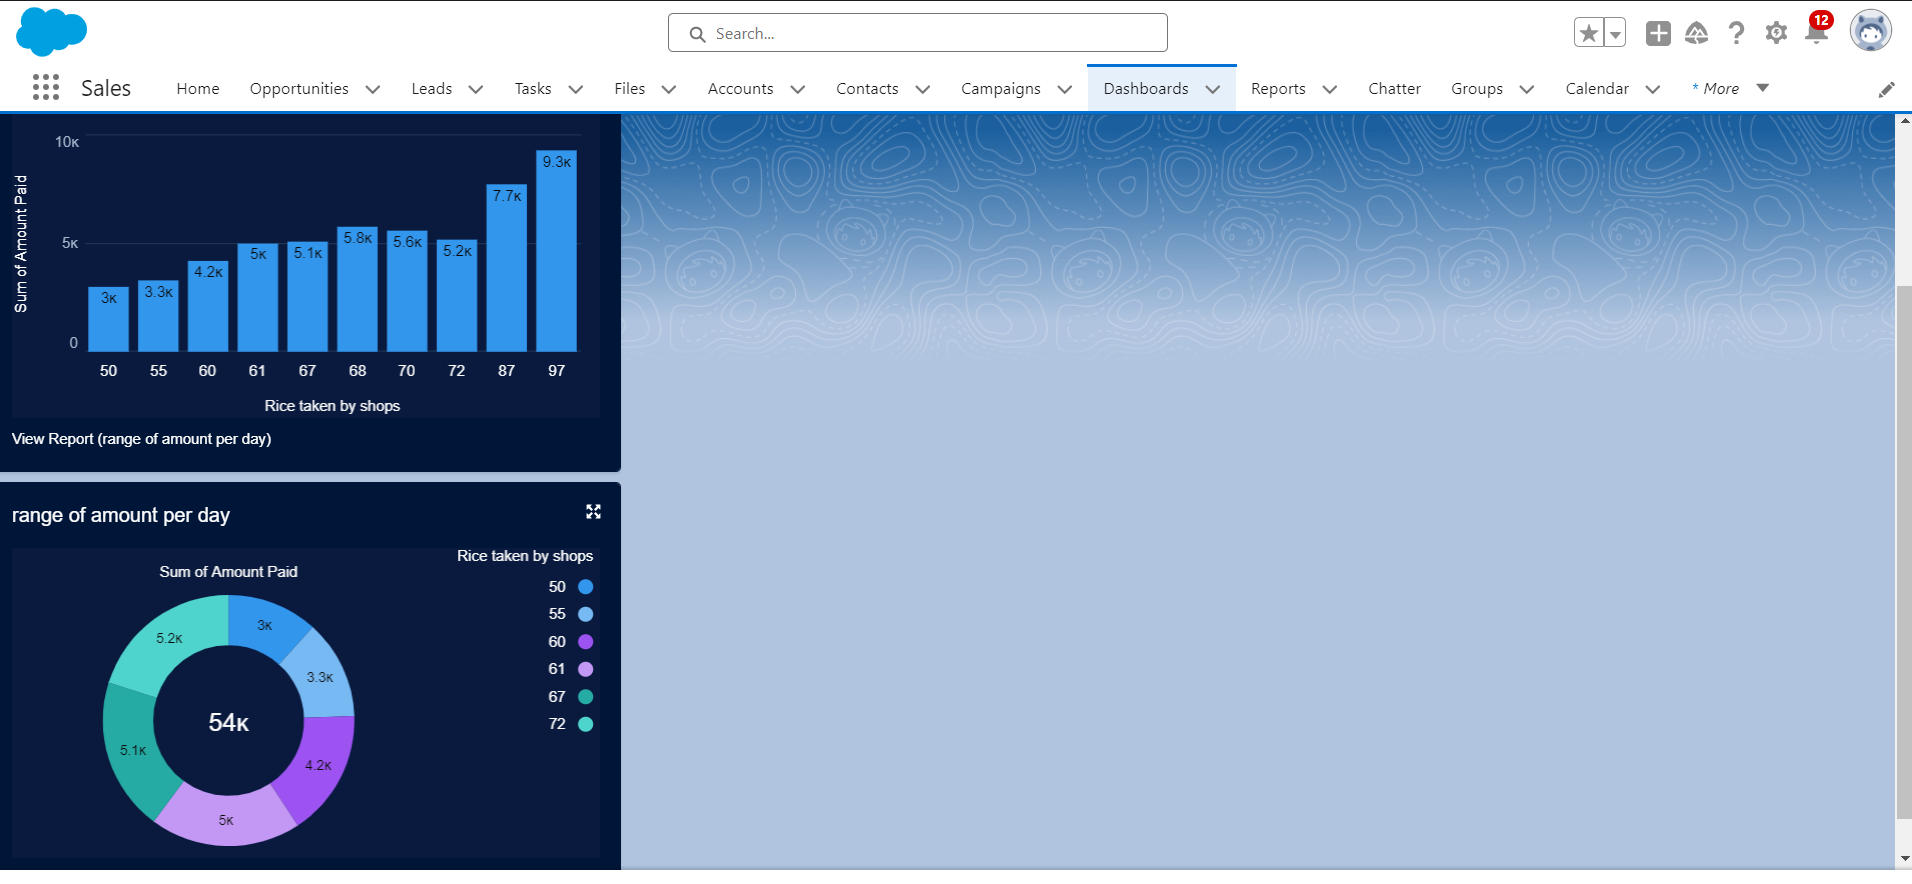 Search...
12
Sales
Home
Opportunities
Leads
Tasks
Files
Accounts
Contacts
Campaigns
Dashboards
Reports
Chatter
Groups
Calendar
* More
Sum of Amount Paid
10K
5K
0
3K
3.3K
4.2K
5K
5.1K
5.8K
5.6K
5.2K
7.7K
9.3K
50
55
60
61
67
68
70
72
87
97
Rice taken by shops
View Report (range of amount per day)
range of amount per day
Sum of Amount Paid
3K
3.3K
4.2K
5K
5.1K
5.2K
54K
Rice taken by shops
50
55
60
61
67
72